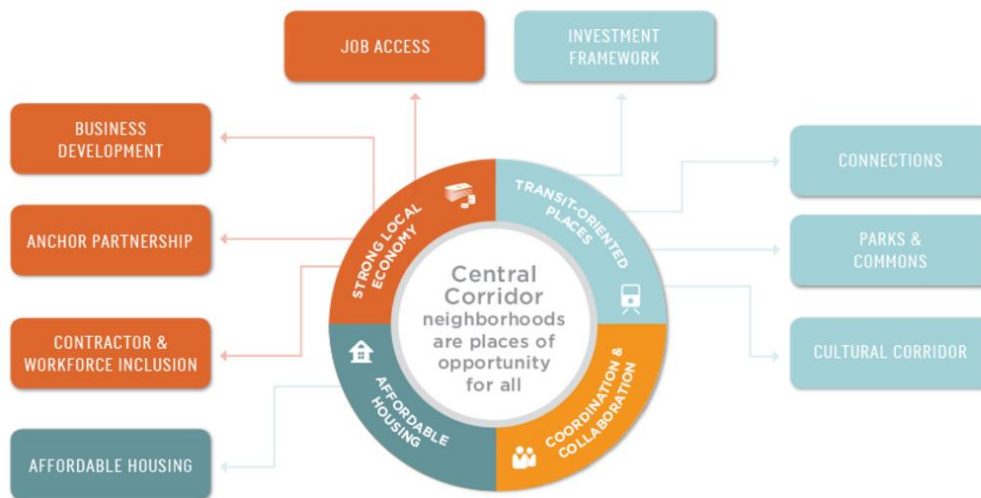 JOB ACCESS
INVESTMENT
FRAMEWORK
BUSINESS
DEVELOPMENT
CONNECTIONS
ANCHOR PARTNERSHIP
PARKS &
COMMONS
CONTRACTOR &
WORKFORCE INCLUSION
CULTURAL CORRIDOR
AFFORDABLE HOUSING
STRONG LOCAL
ECONOMY
TRANSIT-ORIENTED
PLACES
Central
Corridor
neighborhoods
are places of
opportunity
for all
AFFORDABLE
HOUSING
COORDINATION &
COLLABORATION